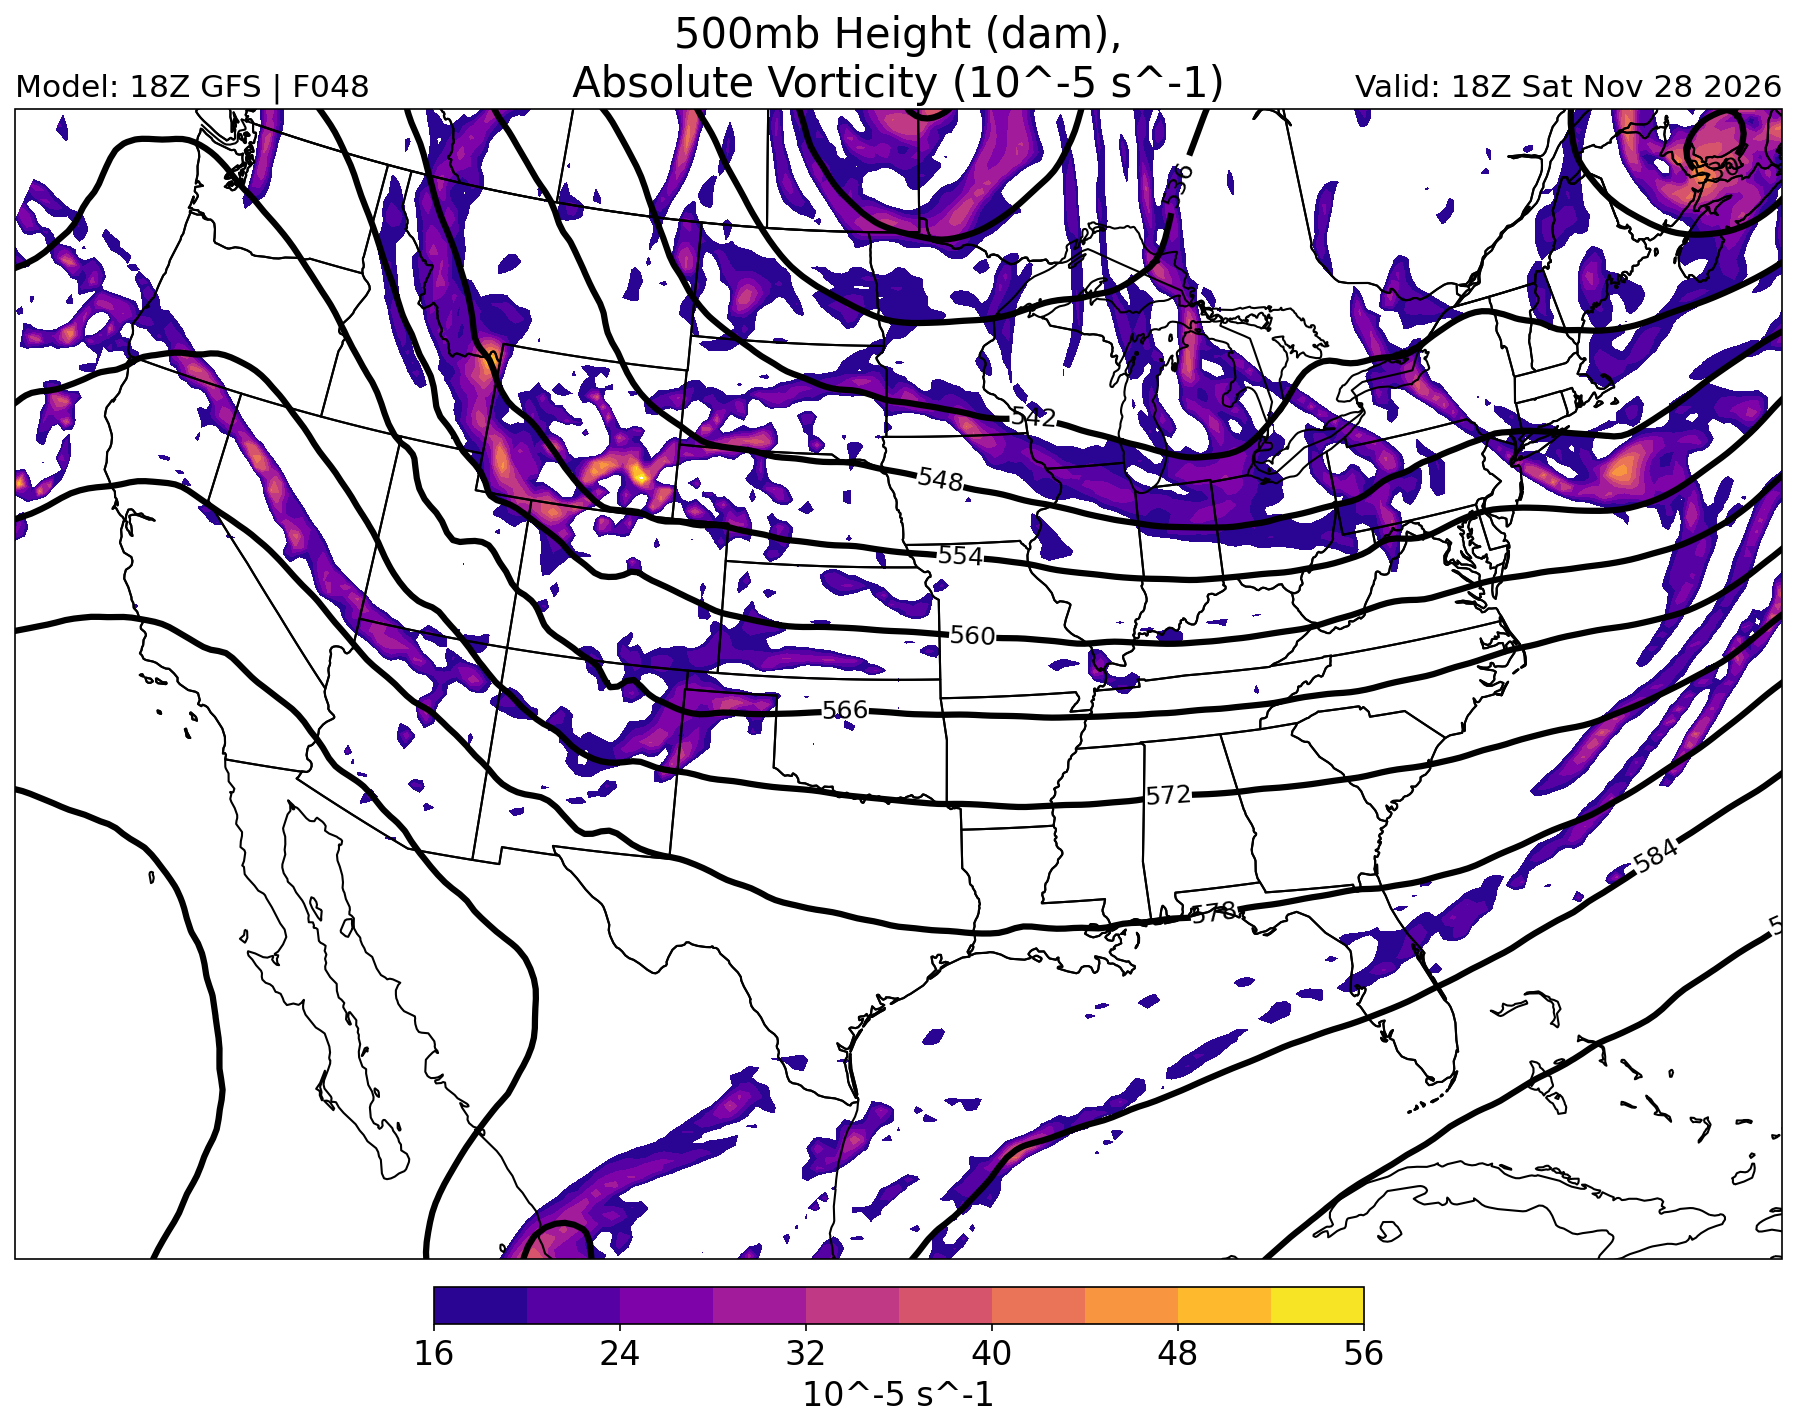 500mb Height (dam),
Absolute Vorticity (10^-5 s^-1)
Model: 18Z GFS | F048
Valid: 18Z Sat Nov 28 2026
536
542
548
554
560
566
572
578
584
16 24 32 40 48 56
10^-5 s^-1